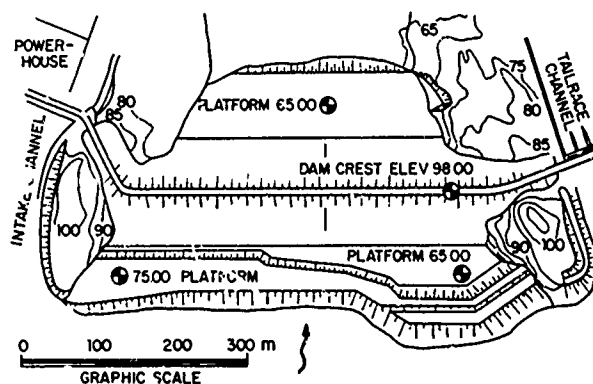 POWER-
HOUSE
65
75
80
85
80
85
TAILRACE
CHANNEL
PLATFORM 65.00
DAM CREST ELEV 98.00
INTAKE
100
90
PLATFORM 65.00
90
100
75.00 PLATFORM
0 100 200 300 m
GRAPHIC SCALE